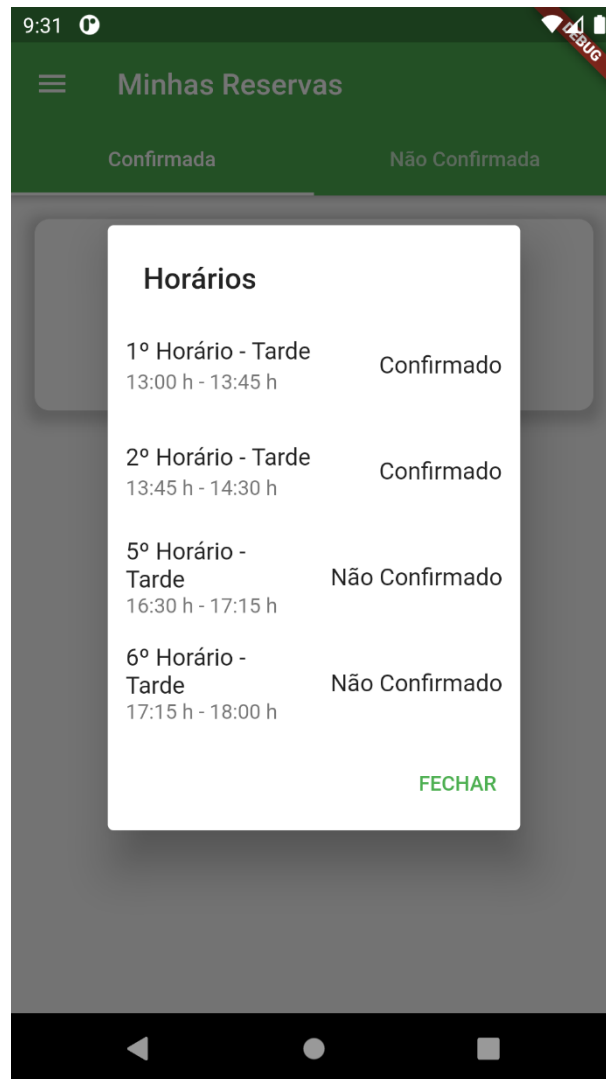 9:31
DEBUG
Minhas Reservas
Confirmada
Não Confirmada
Horários
1º Horário - Tarde
13:00 h - 13:45 h
Confirmado
2º Horário - Tarde
13:45 h - 14:30 h
Confirmado
5º Horário -
Tarde
16:30 h - 17:15 h
Não Confirmado
6º Horário -
Tarde
17:15 h - 18:00 h
Não Confirmado
FECHAR